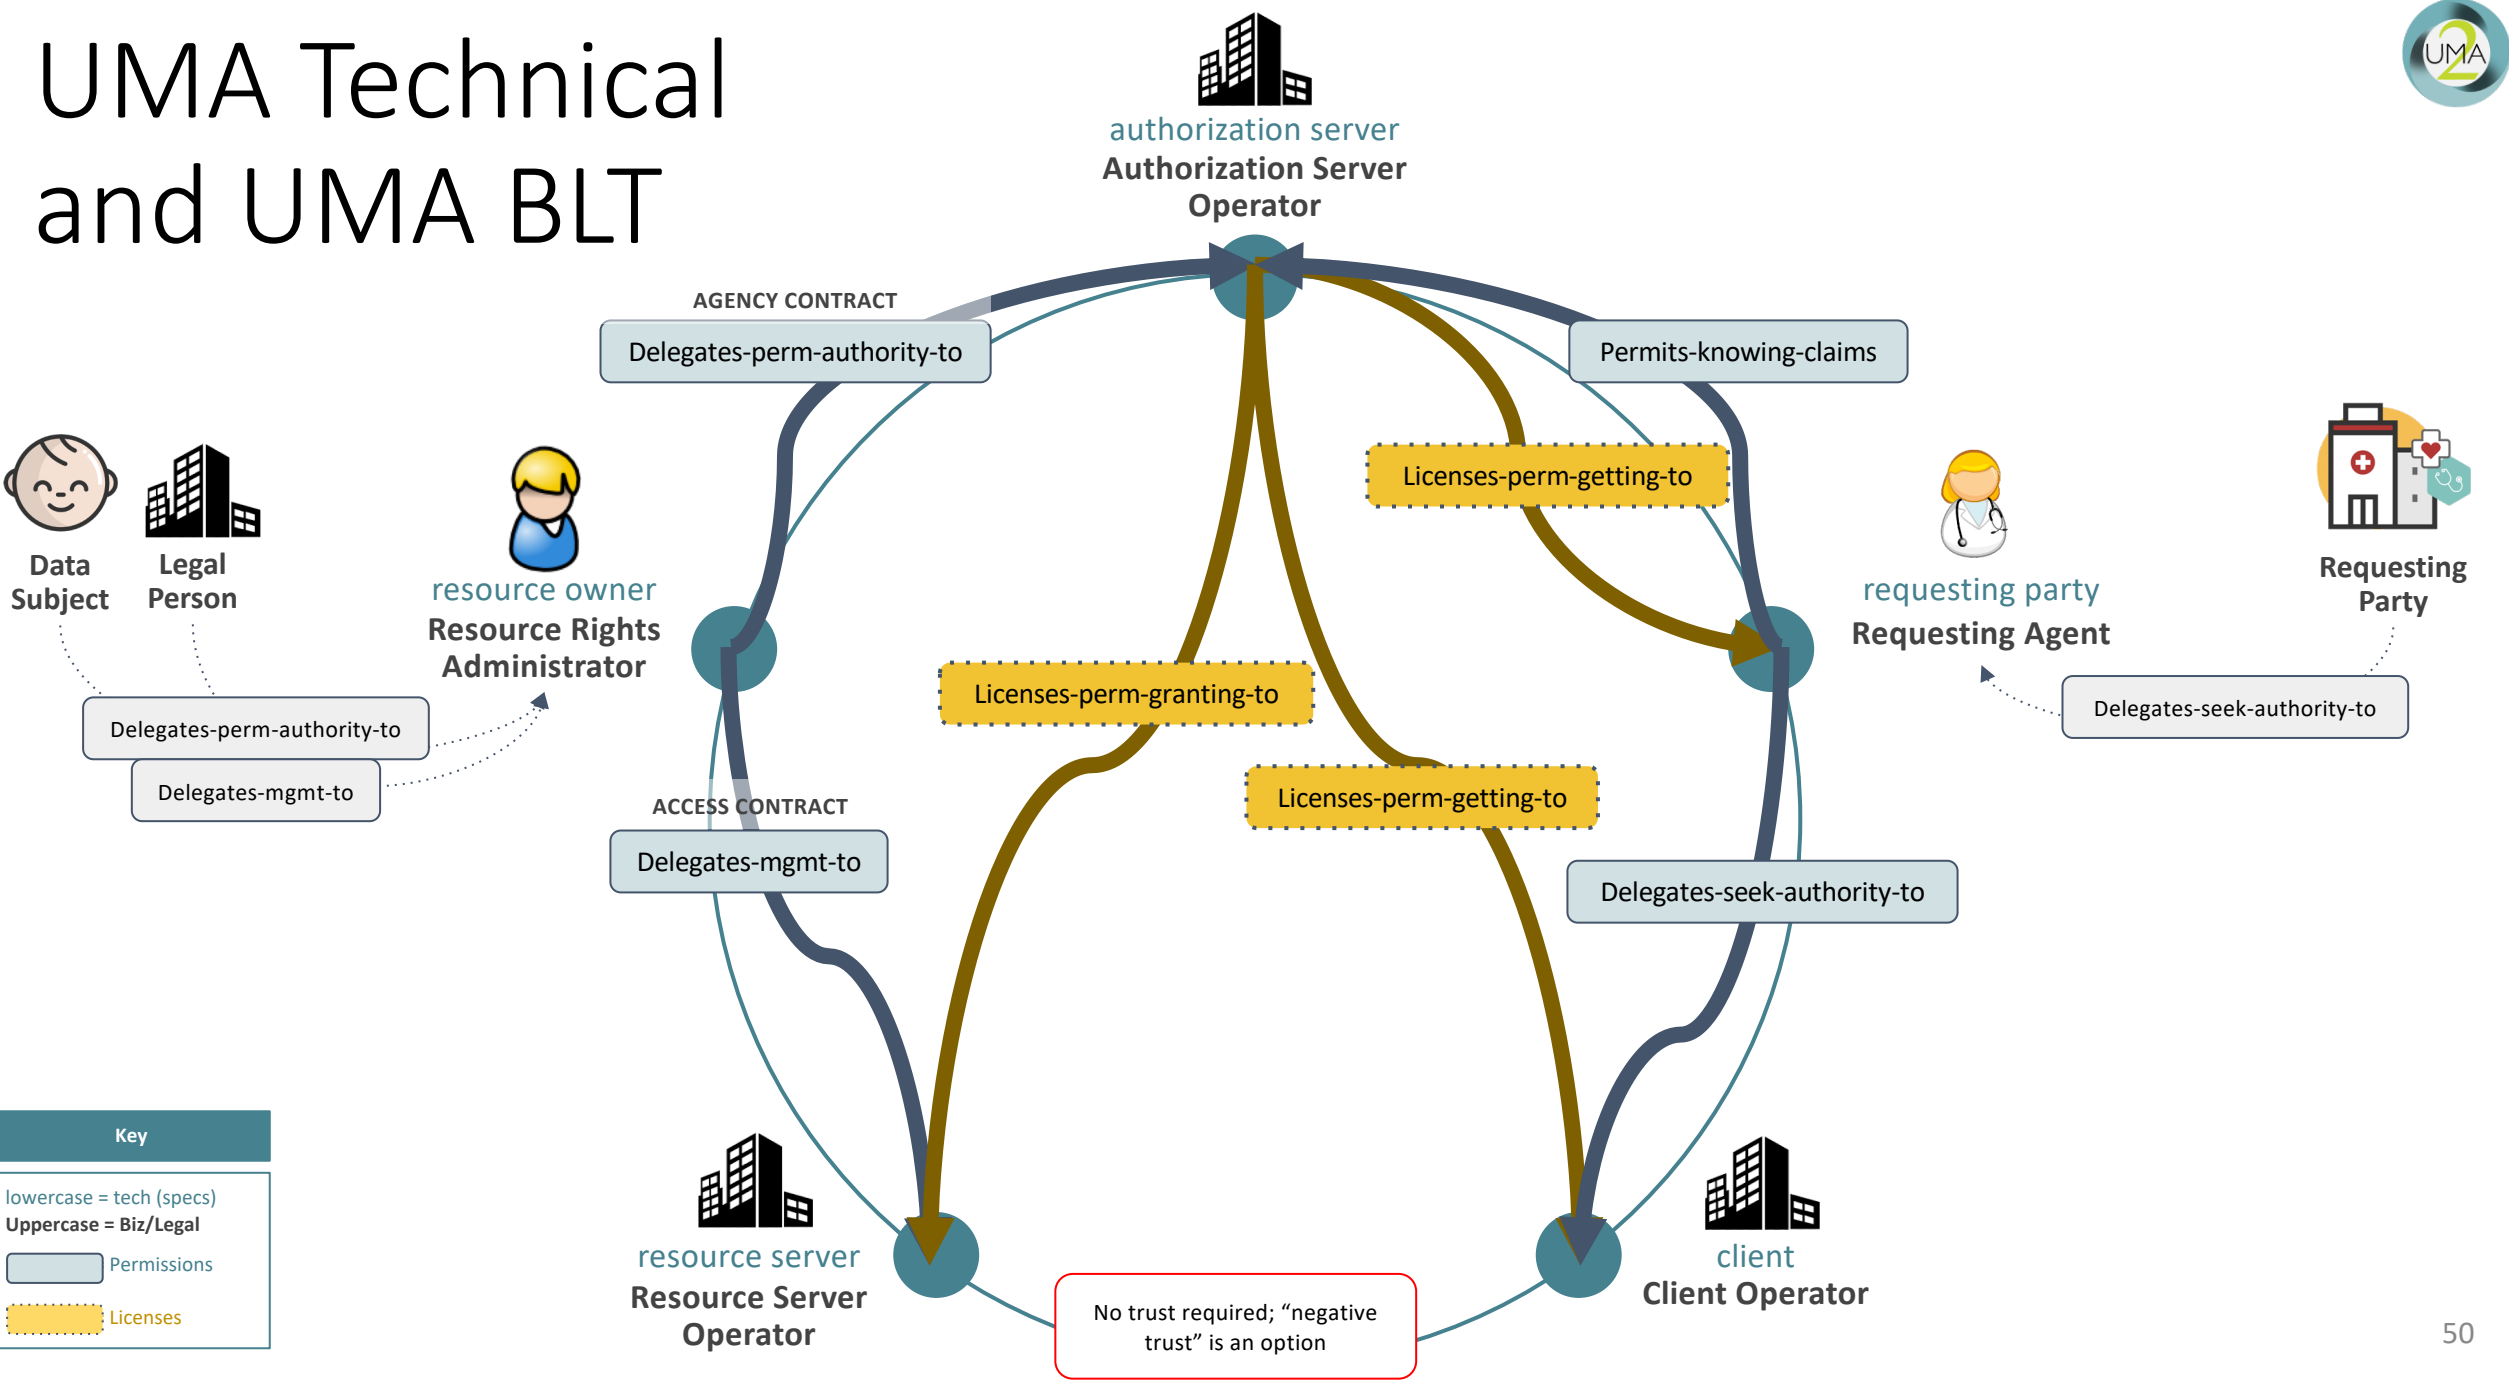 UMA Technical
and UMA BLT
UMA
2
authorization server
Authorization Server
Operator
AGENCY CONTRACT
Delegates-perm-authority-to
Permits-knowing-claims
Licenses-perm-getting-to
Data
Subject
Legal
Person
resource owner
Resource Rights
Administrator
requesting party
Requesting Agent
Requesting
Party
Delegates-perm-authority-to
Delegates-mgmt-to
Licenses-perm-granting-to
Delegates-seek-authority-to
Licenses-perm-getting-to
ACCESS CONTRACT
Delegates-mgmt-to
Delegates-seek-authority-to
Key
lowercase = tech (specs)
Uppercase = Biz/Legal
Permissions
Licenses
resource server
Resource Server
Operator
No trust required; “negative
trust” is an option
client
Client Operator
50